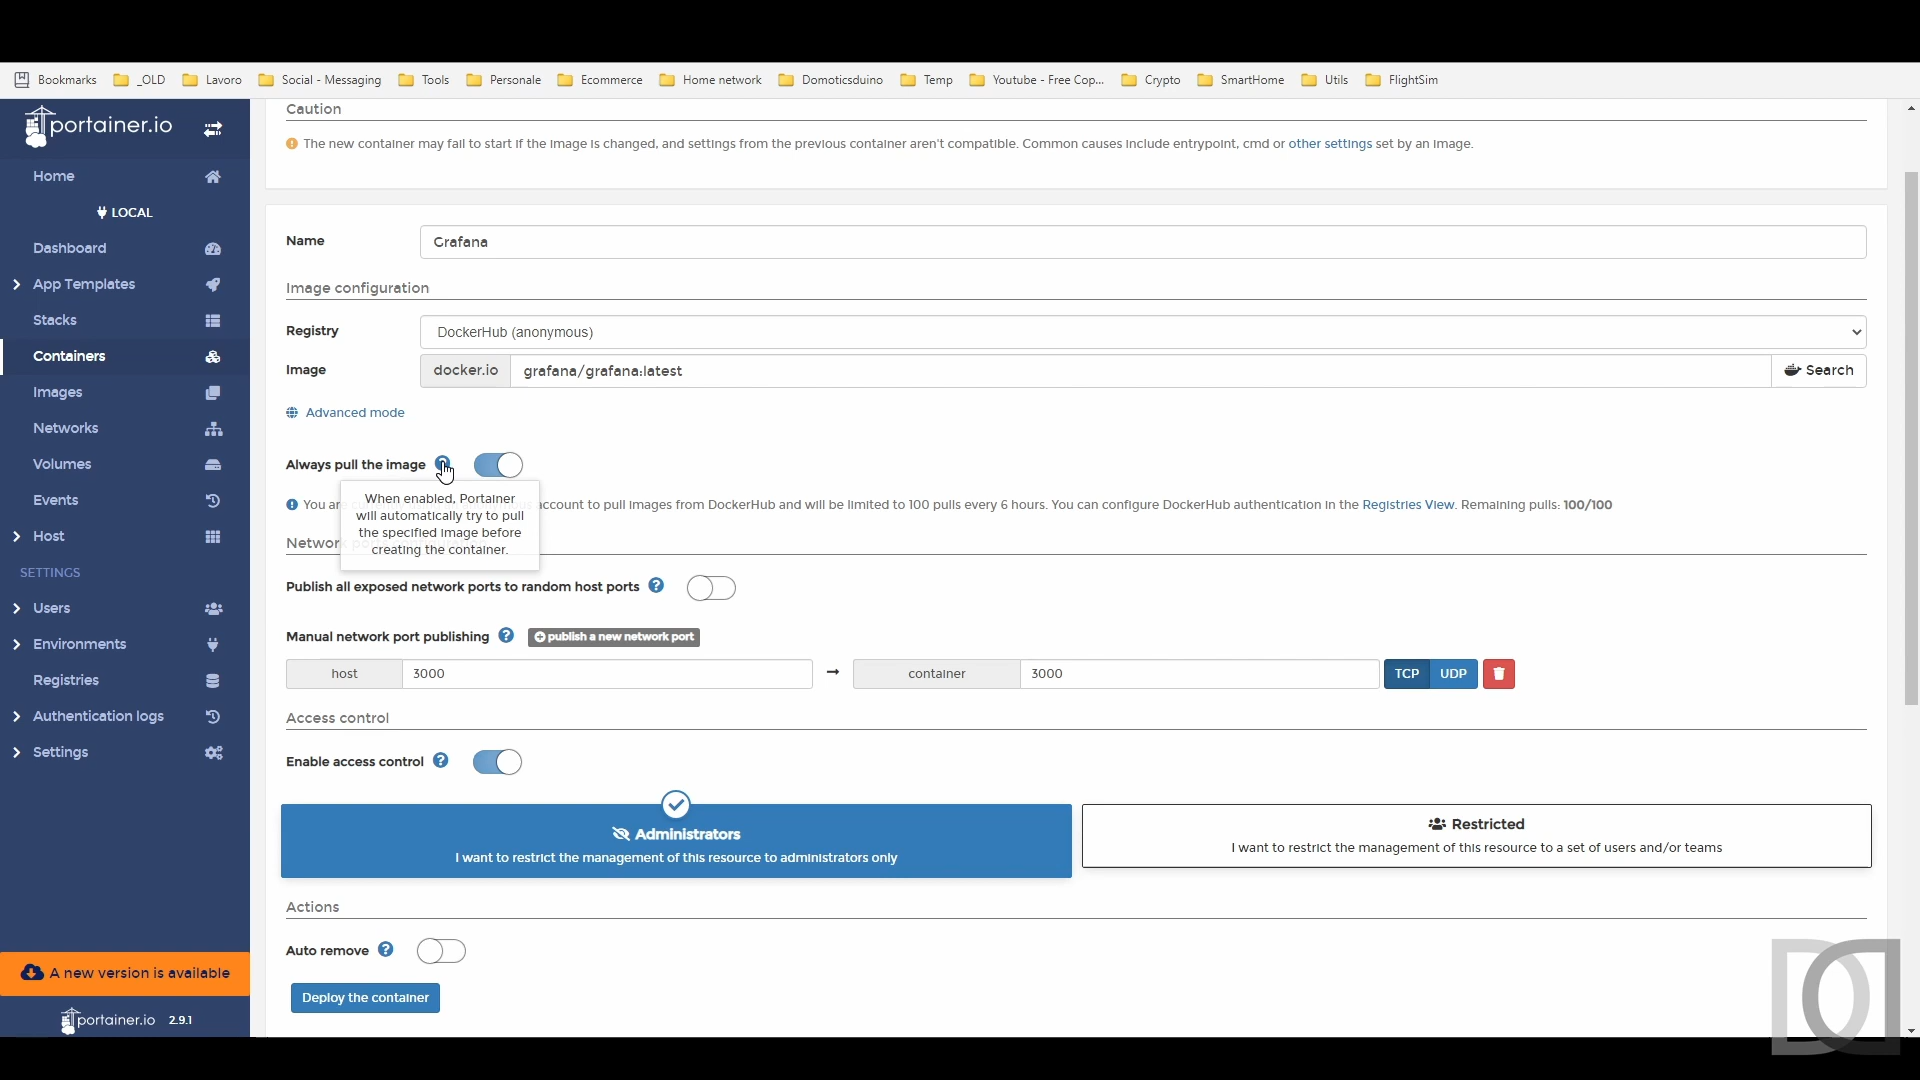 Bookmarks _OLD Lavoro Social - Messaging Tools Personale Ecommerce Home network Domoticsduino Temp Youtube - Free Cop... Crypto SmartHome Utils FlightSim
portainer.io
Home
LOCAL
Dashboard
App Templates
Stacks
Containers
Images
Networks
Volumes
Events
Host
SETTINGS
Users
Environments
Registries
Authentication logs
Settings
A new version is available
portainer.io 2.9.1
Caution
The new container may fail to start if the image is changed, and settings from the previous container aren't compatible. Common causes include entrypoint, cmd or other settings set by an image.
Name Grafana
Image configuration
Registry DockerHub (anonymous)
Image docker.io grafana/grafana:latest Search
Advanced mode
Always pull the image
When enabled, Portainer
will automatically try to pull
the specified image before
creating the container.
You are account to pull images from DockerHub and will be limited to 100 pulls every 6 hours. You can configure DockerHub authentication in the Registries View. Remaining pulls: 100/100
Network
Publish all exposed network ports to random host ports
Manual network port publishing publish a new network port
host 3000 → container 3000 TCP UDP
Access control
Enable access control
Administrators
I want to restrict the management of this resource to administrators only
Restricted
I want to restrict the management of this resource to a set of users and/or teams
Actions
Auto remove
Deploy the container